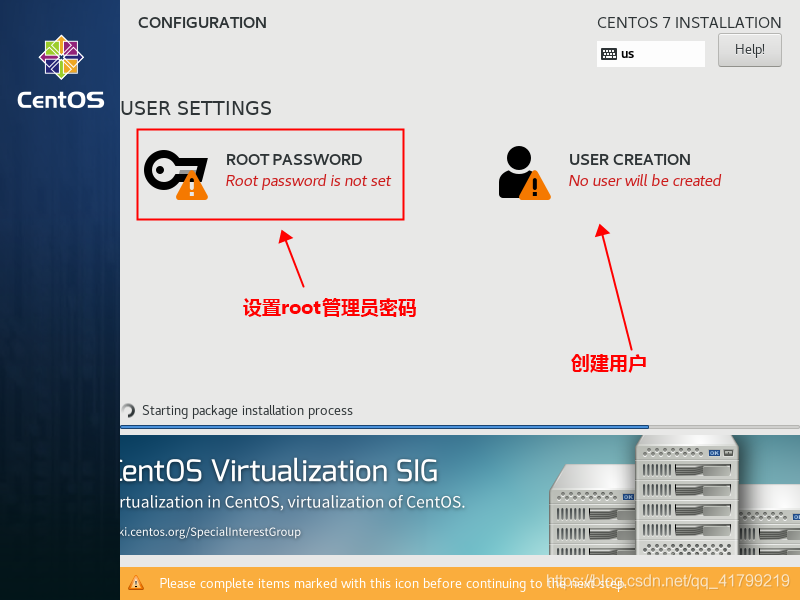 CONFIGURATION
CENTOS 7 INSTALLATION
us
Help!
CentOS
USER SETTINGS
ROOT PASSWORD
Root password is not set
USER CREATION
No user will be created
设置root管理员密码
创建用户
Starting package installation process
CentOS Virtualization SIG
rtualization in CentOS, virtualization of CentOS.
ki.centos.org/SpecialInterestGroup
Please complete items marked with this icon before continuing to the next step.
https://blog.csdn.net/qq_41799219